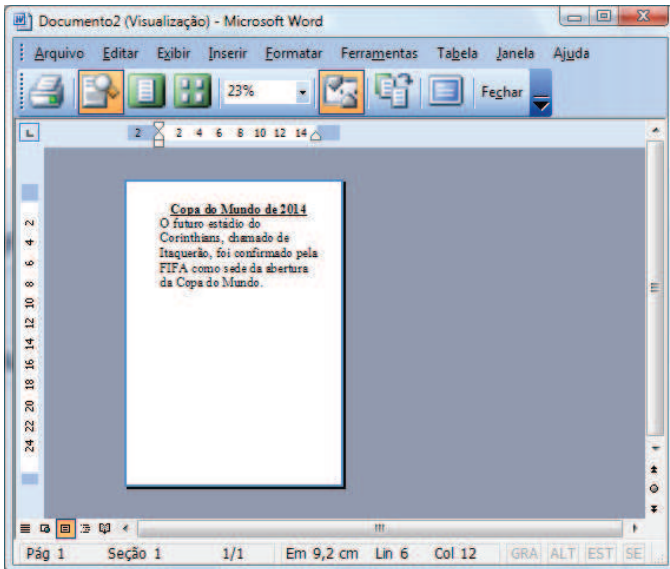 Documento2 (Visualização) - Microsoft Word
Arquivo Editar Exibir Inserir Formatar Ferramentas Tabela Janela Ajuda
23% Fechar
L 2 2 4 6 8 10 12 14
Copa do Mundo de 2014
O futuro estádio do
Corinthians, chamado de
Itaquerão, foi confirmado pela
FIFA como sede da abertura
da Copa do Mundo.
2
4
6
8
10
12
14
16
18
20
22
24
Pág 1 Seção 1 1/1 Em 9,2 cm Lin 6 Col 12 GRA ALT EST SE